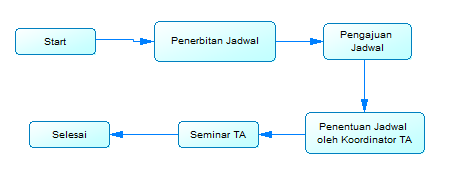 Start
Penerbitan Jadwal
Pengajuan
Jadwal
Penentuan Jadwal
oleh Koordinator TA
Seminar TA
Selesai